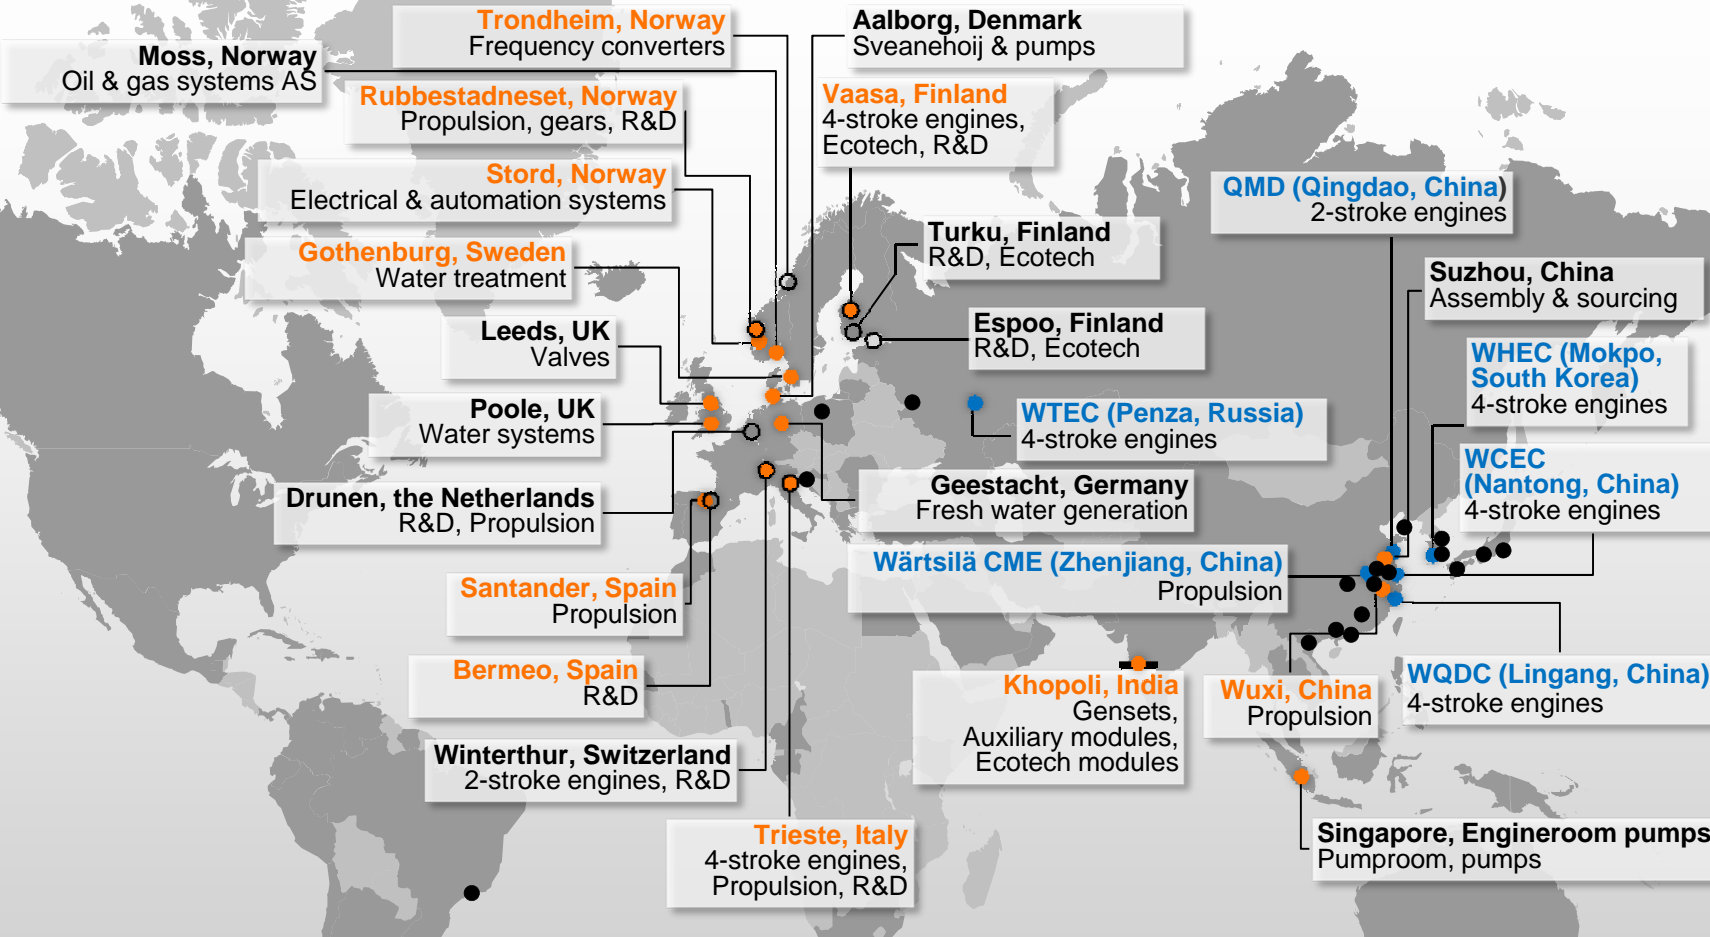 Trondheim, Norway
Frequency converters
Aalborg, Denmark
Sveanehoij & pumps
Moss, Norway
Oil & gas systems AS
Rubbestadneset, Norway
Propulsion, gears, R&D
Vaasa, Finland
4-stroke engines,
Ecotech, R&D
Stord, Norway
Electrical & automation systems
QMD (Qingdao, China)
2-stroke engines
Gothenburg, Sweden
Water treatment
Turku, Finland
R&D, Ecotech
Suzhou, China
Assembly & sourcing
Leeds, UK
Valves
Espoo, Finland
R&D, Ecotech
WHEC (Mokpo,
South Korea)
4-stroke engines
Poole, UK
Water systems
WTEC (Penza, Russia)
4-stroke engines
WCEC
(Nantong, China)
4-stroke engines
Drunen, the Netherlands
R&D, Propulsion
Geestacht, Germany
Fresh water generation
Wärtsilä CME (Zhenjiang, China)
Propulsion
Santander, Spain
Propulsion
Bermeo, Spain
R&D
Khopoli, India
Gensets,
Auxiliary modules,
Ecotech modules
Wuxi, China
Propulsion
WQDC (Lingang, China)
4-stroke engines
Winterthur, Switzerland
2-stroke engines, R&D
Trieste, Italy
4-stroke engines,
Propulsion, R&D
Singapore, Engineroom pumps
Pumproom, pumps